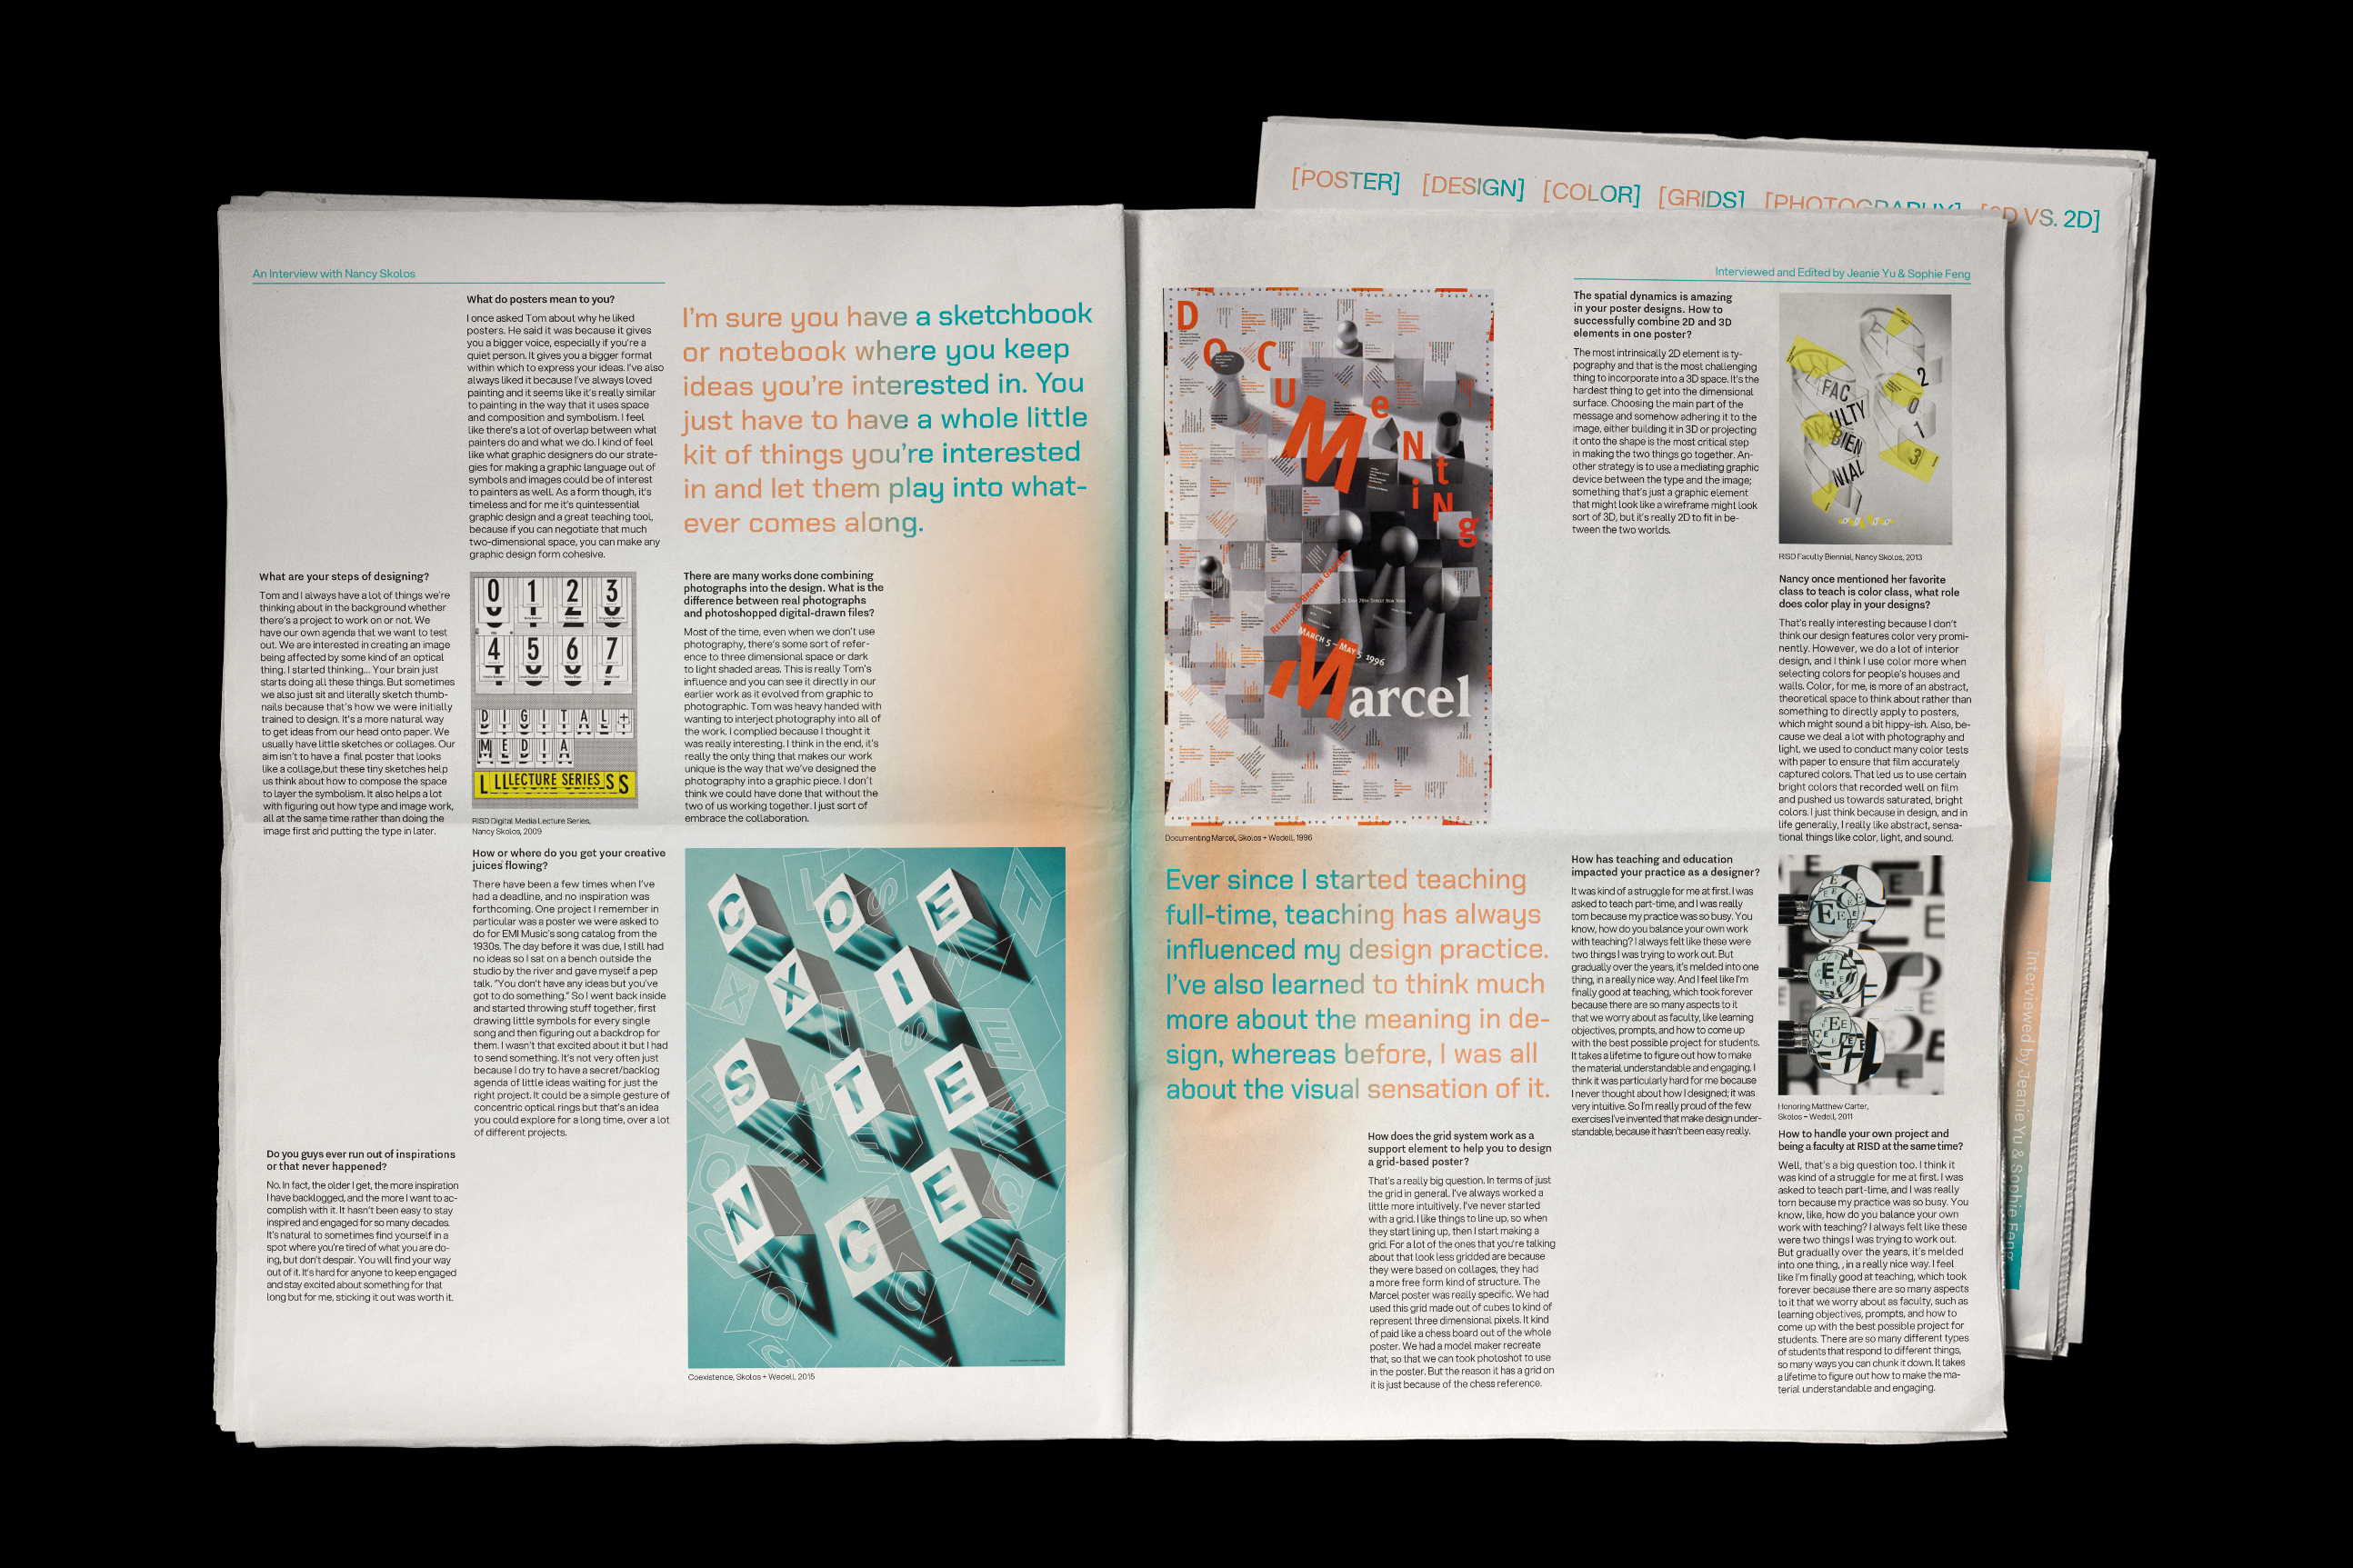 [POSTER] [DESIGN] [COLOR] [GRIDS] [PHOTOGRAPHY] VS. 2D]
An Interview with Nancy Skolos
What do posters mean to you?
I once asked Tom about why he liked
posters. He said it was because it gives
you a bigger voice, especially if you're a
quiet person. It gives you a bigger format
within which to express your ideas. I've also
always liked it because I've always loved
painting and it seems like it's really similar
to painting in the way that it uses space
and composition and symbolism. I feel
like there's a lot of overlap between what
painters do and what we do. I kind of feel
like what graphic designers do our strate-
gies for making a graphic language out of
symbols and images could be of interest
to painters as well. As a form though, it's
timeless and for me it's quintessential
graphic design and a great teaching tool,
because if you can negotiate that much
two-dimensional space, you can make any
graphic design form cohesive.
I'm sure you have a sketchbook
or notebook where you keep
ideas you're interested in. You
just have to have a whole little
kit of things you're interested
in and let them play into what-
ever comes along.
What are your steps of designing?
Tom and I always have a lot of things we're
thinking about in the background whether
there's a project to work on or not. We
have our own agenda that we want to test
out. We are interested in creating an image
being affected by some kind of an optical
thing. I started thinking... Your brain just
starts doing all these things. But sometimes
we also just sit and literally sketch thumb-
nails because that's how we were initially
trained to design. It's a more natural way
to get ideas from our head onto paper. We
usually have little sketches or collages. Our
aim isn't to have a final poster that looks
like a collage,but these tiny sketches help
us think about how to compose the space
to layer the symbolism. It also helps a lot
with figuring out how type and image work,
all at the same time rather than doing the
image first and putting the type in later.
0 1 2 3
4 5 6 7
DIGITAL+
MEDIA
LECTURE SERIES
RISD Digital Media Lecture Series,
Nancy Skolos, 2009
There are many works done combining
photographs into the design. What is the
difference between real photographs
and photoshopped digital-drawn files?
Most of the time, even when we don't use
photography, there's some sort of refer-
ence to three dimensional space or dark
to light shaded areas. This is really Tom's
influence and you can see it directly in our
earlier work as it evolved from graphic to
photographic. Tom was heavy handed with
wanting to interject photography into all of
the work. I complied because I thought it
was really interesting. I think in the end, it's
really the only thing that makes our work
unique is the way that we've designed the
photography into a graphic piece. I don't
think we could have done that without the
two of us working together. I just sort of
embrace the collaboration.
How or where do you get your creative
juices flowing?
There have been a few times when I've
had a deadline, and no inspiration was
forthcoming. One project I remember in
particular was a poster we were asked to
do for EMI Music's song catalog from the
1930s. The day before it was due, I still had
no ideas so I sat on a bench outside the
studio by the river and gave myself a pep
talk. "You don't have any ideas but you've
got to do something." So I went back inside
and started throwing stuff together, first
drawing little symbols for every single
song and then figuring out a backdrop for
them. I wasn't that excited about it but I had
to send something. It's not very often just
because I do try to have a secret/backlog
agenda of little ideas waiting for just the
right project. It could be a simple gesture of
concentric optical rings but that's an idea
you could explore for a long time, over a lot
of different projects.
Do you guys ever run out of inspirations
or that never happened?
No. In fact, the older I get, the more inspiration
I have backlogged, and the more I want to ac-
complish with it. It hasn't been easy to stay
inspired and engaged for so many decades.
It's natural to sometimes find yourself in a
spot where you're tired of what you are do-
ing, but don't despair. You will find your way
out of it. It's hard for anyone to keep engaged
and stay excited about something for that
long but for me, sticking it out was worth it.
C O E
X I
S T E
N C E
Coexistence, Skolos + Wedell, 2015
Interviewed and Edited by Jeanie Yu & Sophie Feng
DOCUMeNtiNg
REINHOLD BROWN GALLERY
26 EAST 78TH STREET NEW YORK
MARCH 5 – MAY 5 1996
Marcel
Documenting Marcel, Skolos + Wedell, 1996
The spatial dynamics is amazing
in your poster designs. How to
successfully combine 2D and 3D
elements in one poster?
The most intrinsically 2D element is ty-
pography and that is the most challenging
thing to incorporate into a 3D space. It's the
hardest thing to get into the dimensional
surface. Choosing the main part of the
message and somehow adhering it to the
image, either building it in 3D or projecting
it onto the shape is the most critical step
in making the two things go together. An-
other strategy is to use a mediating graphic
device between the type and the image;
something that's just a graphic element
that might look like a wireframe might look
sort of 3D, but it's really 2D to fit in be-
tween the two worlds.
FAC
ULTY
BIEN
NIAL
2
0
1
3
RISD Faculty Biennial, Nancy Skolos, 2013
Nancy once mentioned her favorite
class to teach is color class, what role
does color play in your designs?
That's really interesting because I don't
think our design features color very promi-
nently. However, we do a lot of interior
design, and I think I use color more when
selecting colors for people's houses and
walls. Color, for me, is more of an abstract,
theoretical space to think about rather than
something to directly apply to posters,
which might sound a bit hippy-ish. Also, be-
cause we deal a lot with photography and
light, we used to conduct many color tests
with paper to ensure that film accurately
captured colors. That led us to use certain
bright colors that recorded well on film
and pushed us towards saturated, bright
colors. I just think because in design, and in
life generally, I really like abstract, sensa-
tional things like color, light, and sound.
Ever since I started teaching
full-time, teaching has always
influenced my design practice.
I've also learned to think much
more about the meaning in de-
sign, whereas before, I was all
about the visual sensation of it.
How does the grid system work as a
support element to help you to design
a grid-based poster?
That's a really big question. In terms of just
the grid in general. I've always worked a
little more intuitively. I've never started
with a grid. I like things to line up, so when
they start lining up, then I start making a
grid. For a lot of the ones that you're talking
about that look less gridded are because
they were based on collages, they had
a more free form kind of structure. The
Marcel poster was really specific. We had
used this grid made out of cubes to kind of
represent three dimensional pixels. It kind
of paid like a chess board out of the whole
poster. We had a model maker recreate
that, so that we can took photoshot to use
in the poster. But the reason it has a grid on
it is just because of the chess reference.
How has teaching and education
impacted your practice as a designer?
It was kind of a struggle for me at first. I was
asked to teach part-time, and I was really
torn because my practice was so busy. You
know, how do you balance your own work
with teaching? I always felt like these were
two things I was trying to work out. But
gradually over the years, it's melded into one
thing, in a really nice way. And I feel like I'm
finally good at teaching, which took forever
because there are so many aspects to it
that we worry about as faculty, like learning
objectives, prompts, and how to come up
with the best possible project for students.
It takes a lifetime to figure out how to make
the material understandable and engaging. I
think it was particularly hard for me because
I never thought about how I designed; it was
very intuitive. So I'm really proud of the few
exercises I've invented that make design under-
standable, because it hasn't been easy really.
Honoring Matthew Carter,
Skolos + Wedell, 2011
How to handle your own project and
being a faculty at RISD at the same time?
Well, that's a big question too. I think it
was kind of a struggle for me at first. I was
asked to teach part-time, and I was really
torn because my practice was so busy. You
know, like, how do you balance your own
work with teaching? I always felt like these
were two things I was trying to work out.
But gradually over the years, it's melded
into one thing, , in a really nice way. I feel
like I'm finally good at teaching, which took
forever because there are so many aspects
to it that we worry about as faculty, such as
learning objectives, prompts, and how to
come up with the best possible project for
students. There are so many different types
of students that respond to different things,
so many ways you can chunk it down. It takes
a lifetime to figure out how to make the ma-
terial understandable and engaging.
Interviewed by Jeanie Yu & Sophie Feng